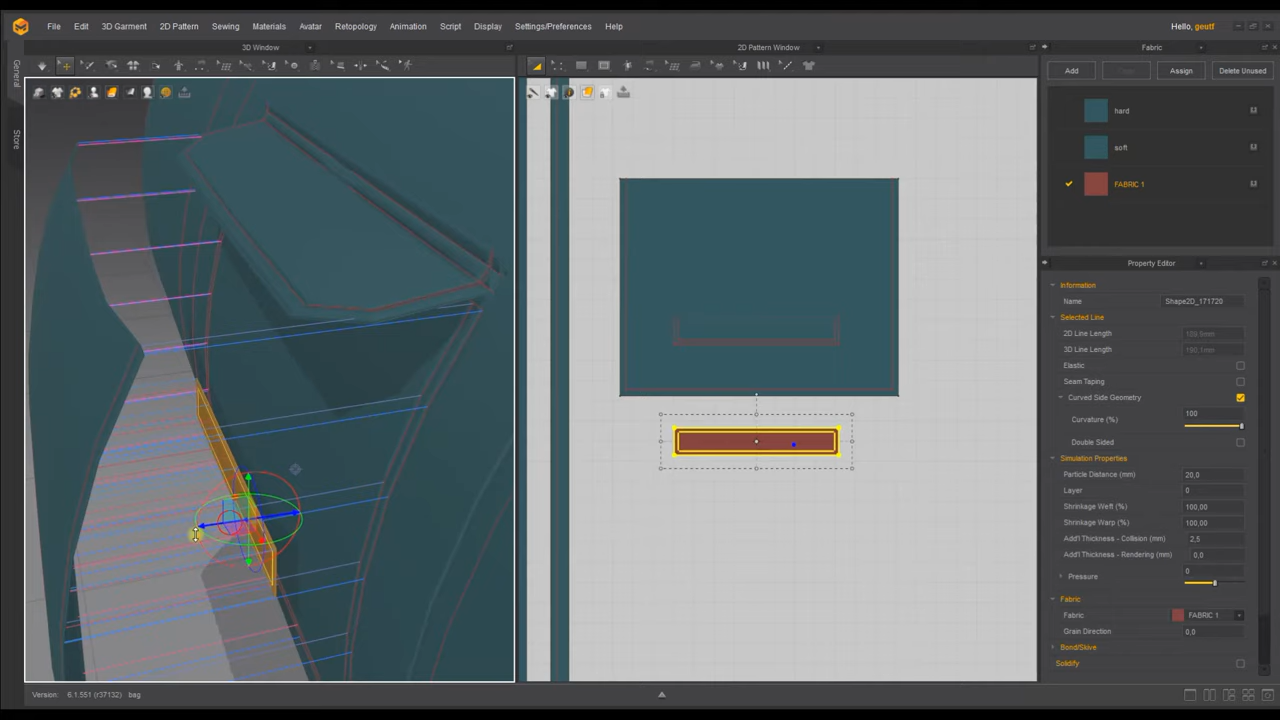 File Edit 3D Garment 2D Pattern Sewing Materials Avatar Retopology Animation Script Display Settings/Preferences Help Hello, geutf
3D Window 2D Pattern Window Fabric
General
Store
Add Assign Delete Unused
hard
soft
FABRIC 1
Property Editor
Information
Name Shape2D_171720
Selected Line
2D Line Length
3D Line Length
Elastic
Seam Taping
Curved Side Geometry
Curvature (%) 100
Double Sided
Simulation Properties
Particle Distance (mm) 20,0
Layer 0
Shrinkage Weft (%) 100,00
Shrinkage Warp (%) 100,00
Add'l Thickness - Collision (mm) 2,5
Add'l Thickness - Rendering (mm) 0,0
Pressure 0
Fabric
Fabric FABRIC 1
Grain Direction 0,0
Bond/Skive
Solidify
Version: 6.1.551 (r37132) bag